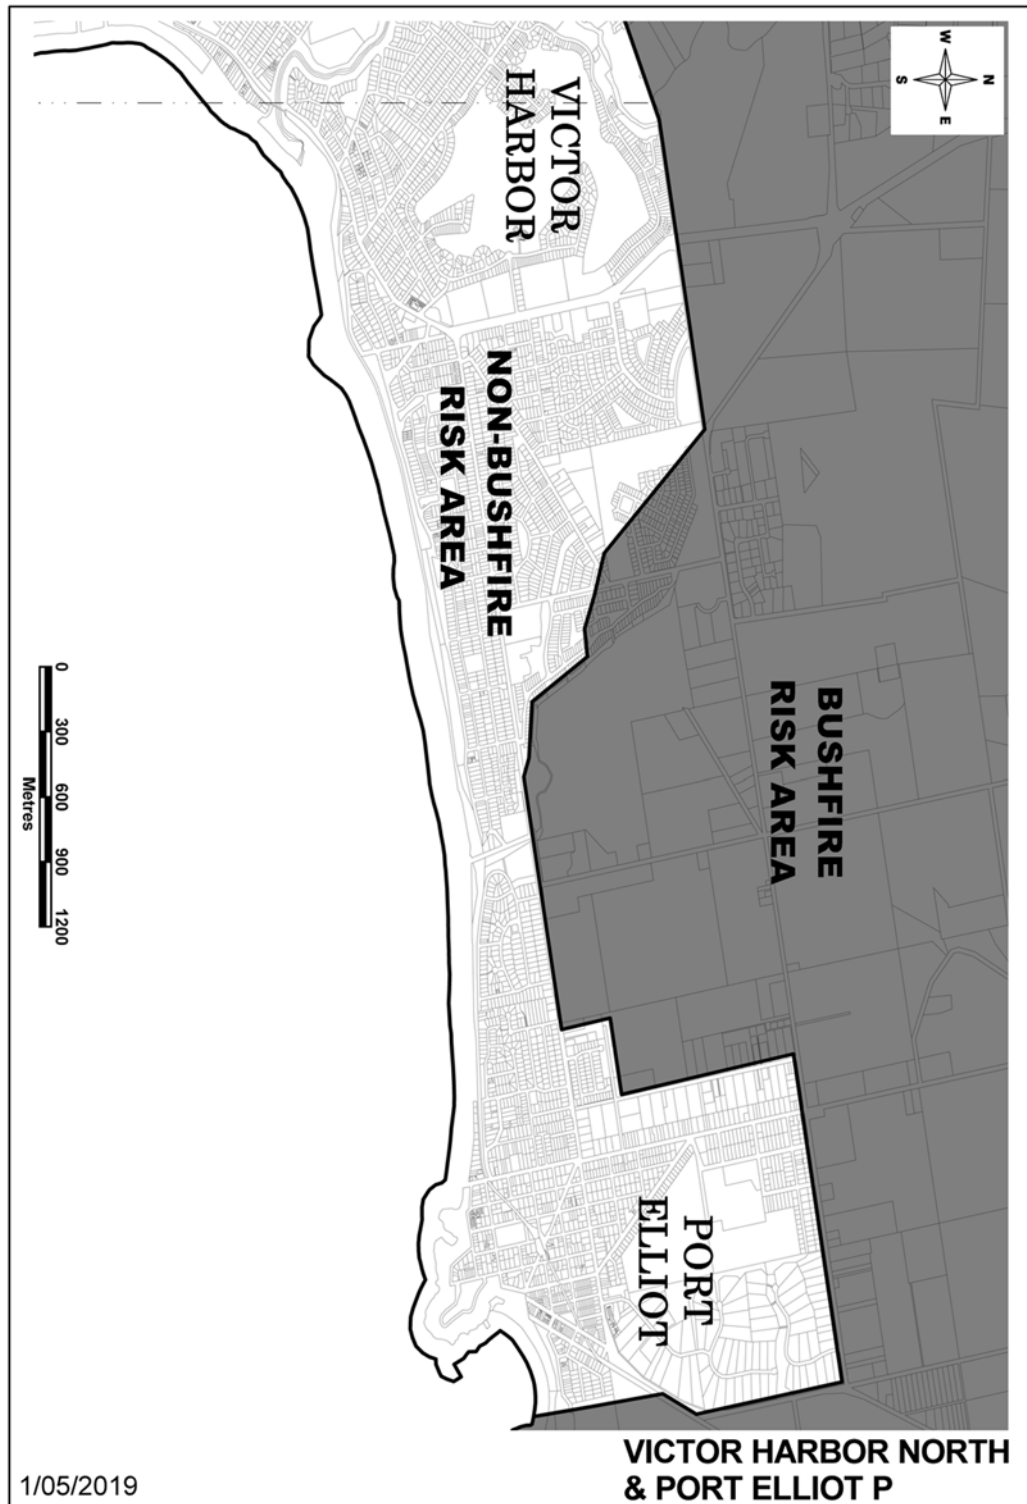 W
N
S
E
VICTOR
HARBOR
NON-BUSHFIRE
RISK AREA
BUSHFIRE
RISK AREA
0 300 600 900 1200
Metres
PORT
ELLIOT
VICTOR HARBOR NORTH
& PORT ELLIOT P
1/05/2019